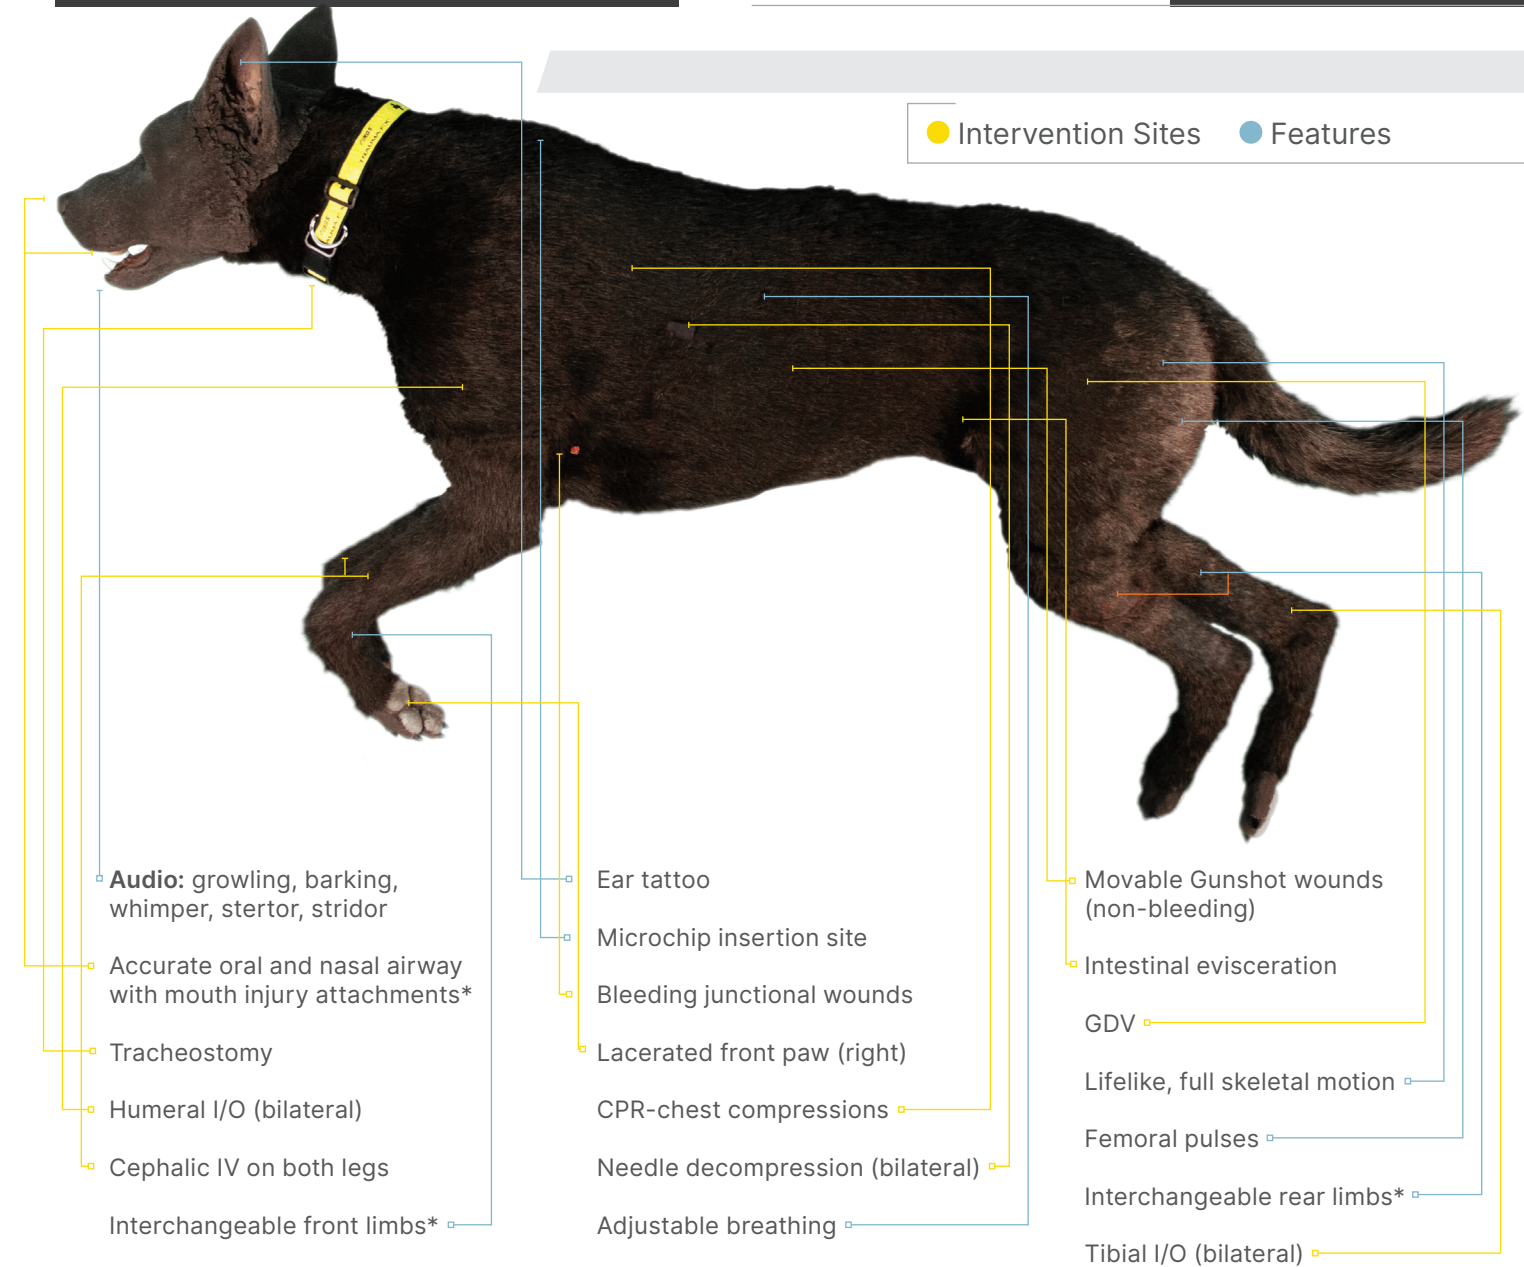 Intervention Sites
Features
Audio: growling, barking,
whimper, stertor, stridor
Accurate oral and nasal airway
with mouth injury attachments*
Tracheostomy
Humeral I/O (bilateral)
Cephalic IV on both legs
Interchangeable front limbs*
Ear tattoo
Microchip insertion site
Bleeding junctional wounds
Lacerated front paw (right)
CPR-chest compressions
Needle decompression (bilateral)
Adjustable breathing
Movable Gunshot wounds
(non-bleeding)
Intestinal evisceration
GDV
Lifelike, full skeletal motion
Femoral pulses
Interchangeable rear limbs*
Tibial I/O (bilateral)